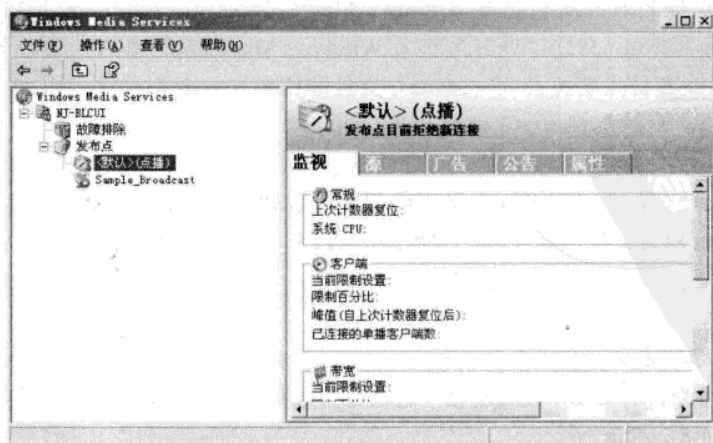 Windows Media Services
文件(F) 操作(A) 查看(V) 帮助(H)
Windows Media Services
NJ-BLCUI
故障排除
发布点
<默认>(点播)
Sample_Broadcast
<默认>(点播)
发布点目前拒绝新连接
监视 源 广告 公告 属性
常规
上次计数器复位:
系统 CPU:
客户端
当前限制设置:
限制百分比:
峰值(自上次计数器复位后):
已连接的单播客户端数:
带宽
当前限制设置: